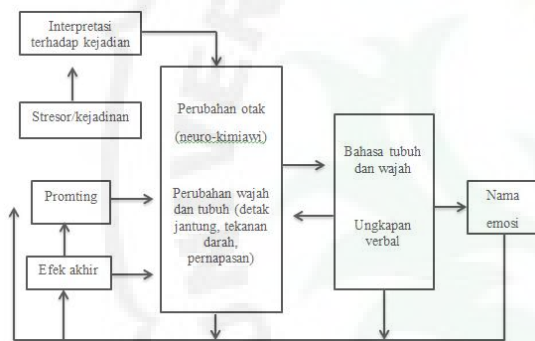 Interpretasi
terhadap kejadian
Stresor/kejadinan
Promting
Efek akhir
Perubahan otak
(neuro-kimiawi)
Perubahan wajah
dan tubuh (detak
jantung, tekanan
darah,
pernapasan)
Bahasa tubuh
dan wajah
Ungkapan
verbal
Nama
emosi